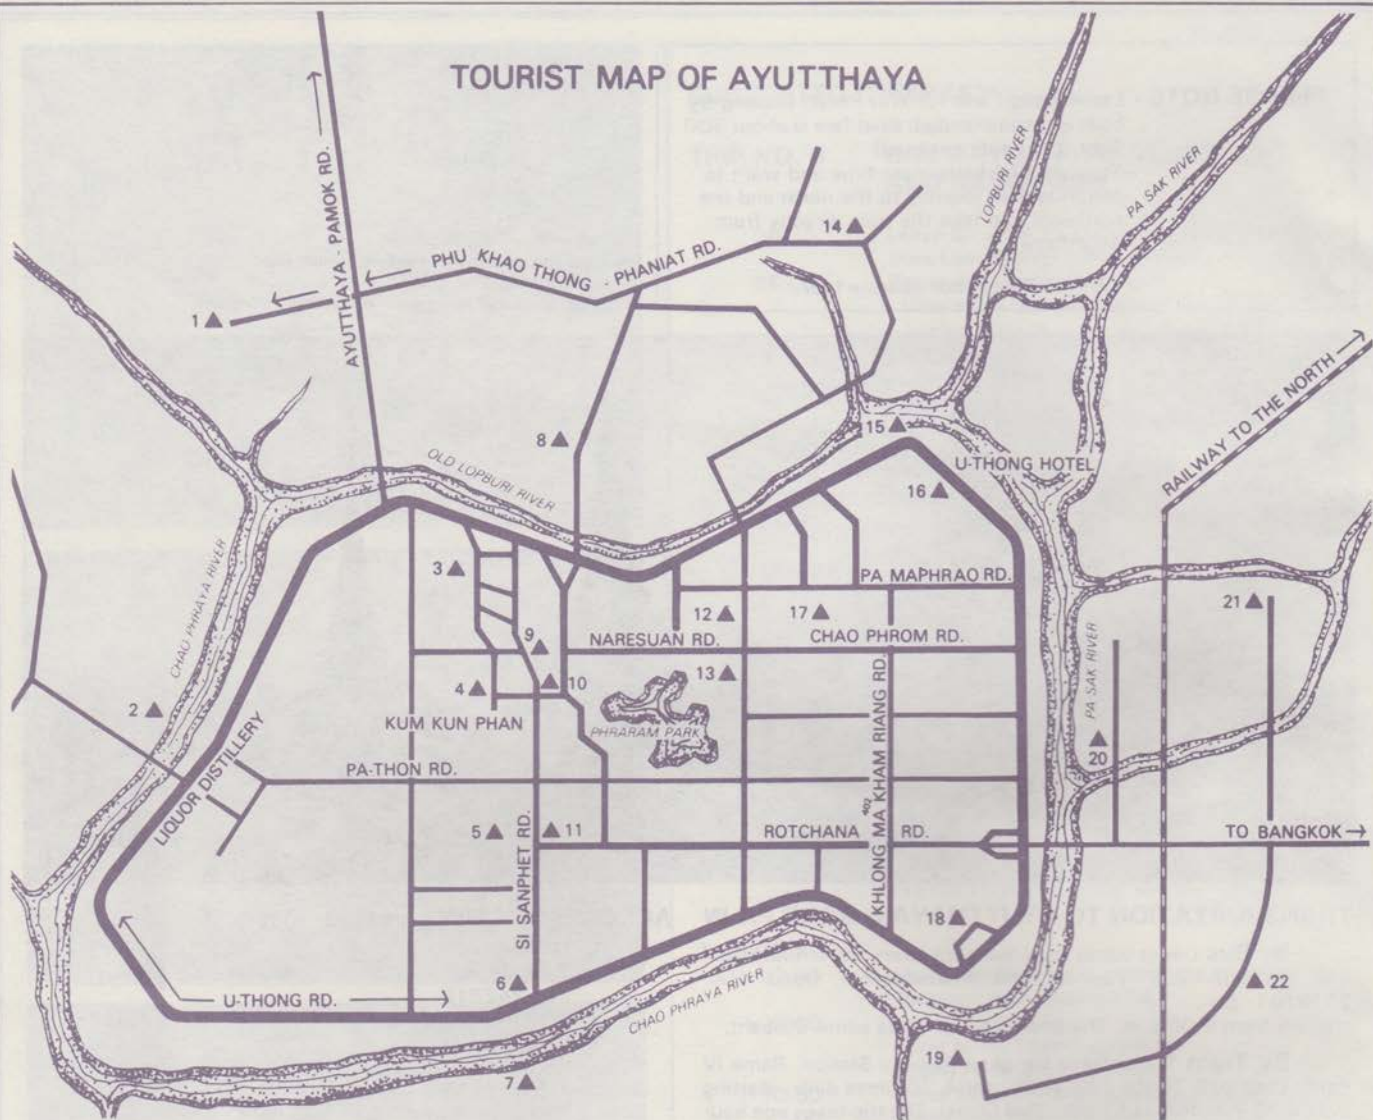 TOURIST MAP OF AYUTTHAYA
AYUTTHAYA - PAMOK RD.
PHU KHAO THONG - PHANIAT RD.
LOPBURI RIVER
PA SAK RIVER
14
1
RAILWAY TO THE NORTH
8
15
OLD LOPBURI RIVER
U-THONG HOTEL
16
CHAO PHRAYA RIVER
3
PA MAPHRAO RD.
12
17
21
NARESUAN RD.
CHAO PHROM RD.
9
4
10
13
PA SAK RIVER
2
KUM KUN PHAN
PHRARAM PARK
KHLONG MA KHAM RIANG RD.
20
LIQUOR DISTILLERY
PA-THON RD.
5
11
SI SANPHET RD.
402
ROTCHANA RD.
TO BANGKOK
18
6
U-THONG RD.
22
CHAO PHRAYA RIVER
7
19